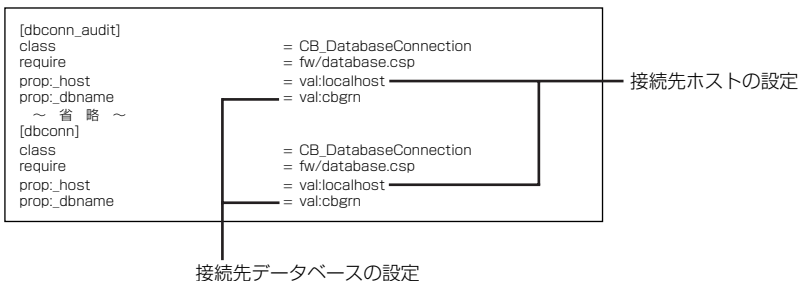 [dbconn_audit]
class = CB_DatabaseConnection
require = fw/database.csp
prop:_host = val:localhost
接続先ホストの設定
prop:_dbname = val:cbgrn
～ 省 略 ～
[dbconn]
class = CB_DatabaseConnection
require = fw/database.csp
prop:_host = val:localhost
prop:_dbname = val:cbgrn
接続先データベースの設定